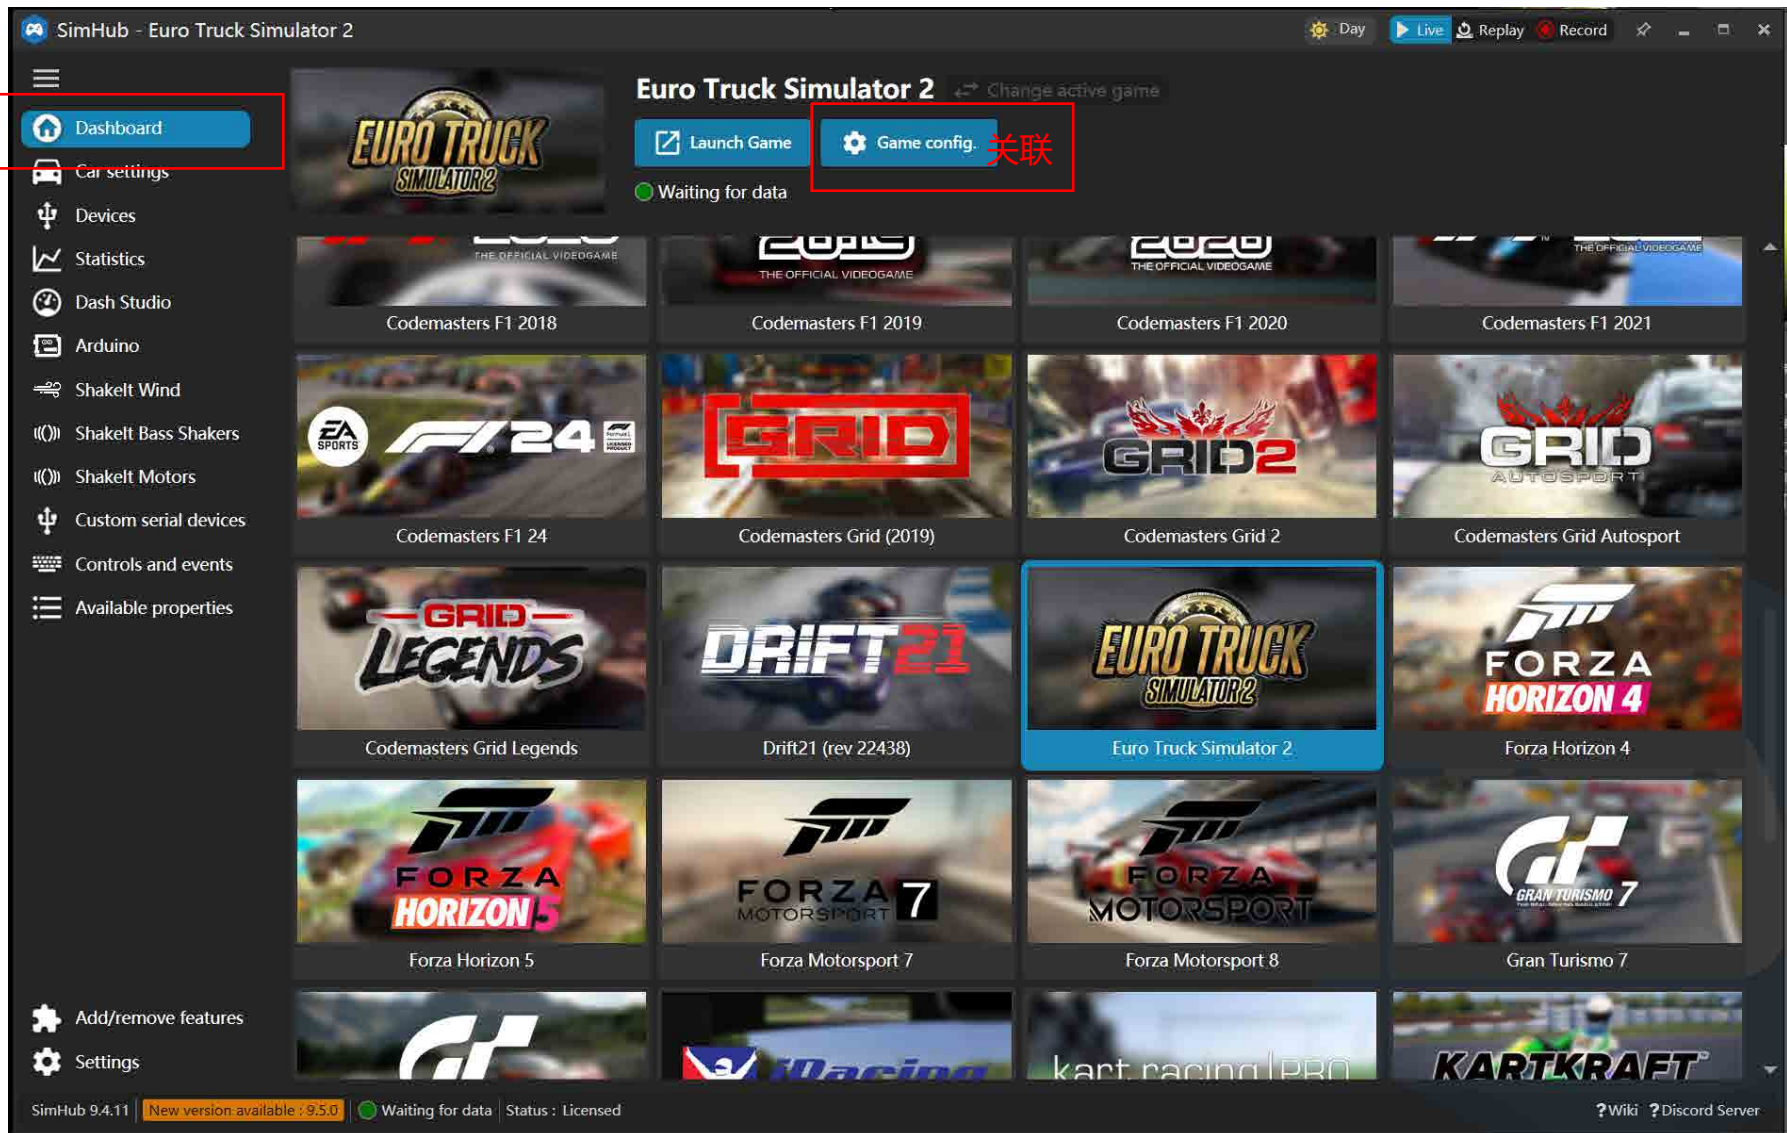 SimHub - Euro Truck Simulator 2
Day
Live
Replay
Record
Dashboard
Car settings
Devices
Statistics
Dash Studio
Arduino
ShakeIt Wind
ShakeIt Bass Shakers
ShakeIt Motors
Custom serial devices
Controls and events
Available properties
Add/remove features
Settings
EURO TRUCK
SIMULATOR 2
Euro Truck Simulator 2
Change active game
Launch Game
Game config.
关联
Waiting for data
THE OFFICIAL VIDEOGAME
2019
THE OFFICIAL VIDEOGAME
2020
THE OFFICIAL VIDEOGAME
THE OFFICIAL VIDEOGAME
Codemasters F1 2018
Codemasters F1 2019
Codemasters F1 2020
Codemasters F1 2021
EA
SPORTS
F1 24
GRID
GRID2
GRID
AUTOSPORT
Codemasters F1 24
Codemasters Grid (2019)
Codemasters Grid 2
Codemasters Grid Autosport
GRID
LEGENDS
DRIFT21
EURO TRUCK
SIMULATOR 2
FORZA
HORIZON 4
Codemasters Grid Legends
Drift21 (rev 22438)
Euro Truck Simulator 2
Forza Horizon 4
FORZA
HORIZON 5
FORZA
MOTORSPORT 7
FORZA
MOTORSPORT
GT
GRAN TURISMO 7
Forza Horizon 5
Forza Motorsport 7
Forza Motorsport 8
Gran Turismo 7
iRacing
kart racing PRO
KARTKRAFT
SimHub 9.4.11
New version available : 9.5.0
Waiting for data
Status : Licensed
?Wiki
?Discord Server